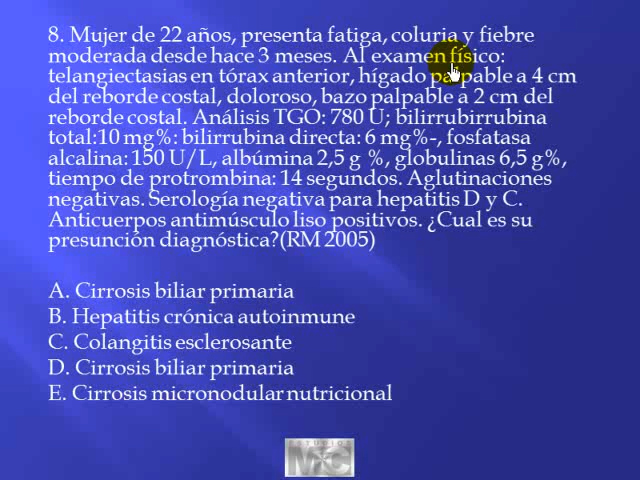 8. Mujer de 22 años, presenta fatiga, coluria y fiebre
moderada desde hace 3 meses. Al examen físico:
telangiectasias en tórax anterior, hígado palpable a 4 cm
del reborde costal, doloroso, bazo palpable a 2 cm del
reborde costal. Análisis TGO: 780 U; bilirrubirrubina
total:10 mg%: bilirrubina directa: 6 mg%-, fosfatasa
alcalina: 150 U/L, albúmina 2,5 g %, globulinas 6,5 g%,
tiempo de protrombina: 14 segundos. Aglutinaciones
negativas. Serología negativa para hepatitis D y C.
Anticuerpos antimúsculo liso positivos. ¿Cual es su
presunción diagnóstica?(RM 2005)
A. Cirrosis biliar primaria
B. Hepatitis crónica autoinmune
C. Colangitis esclerosante
D. Cirrosis biliar primaria
E. Cirrosis micronodular nutricional
ESTUDIOS
MC